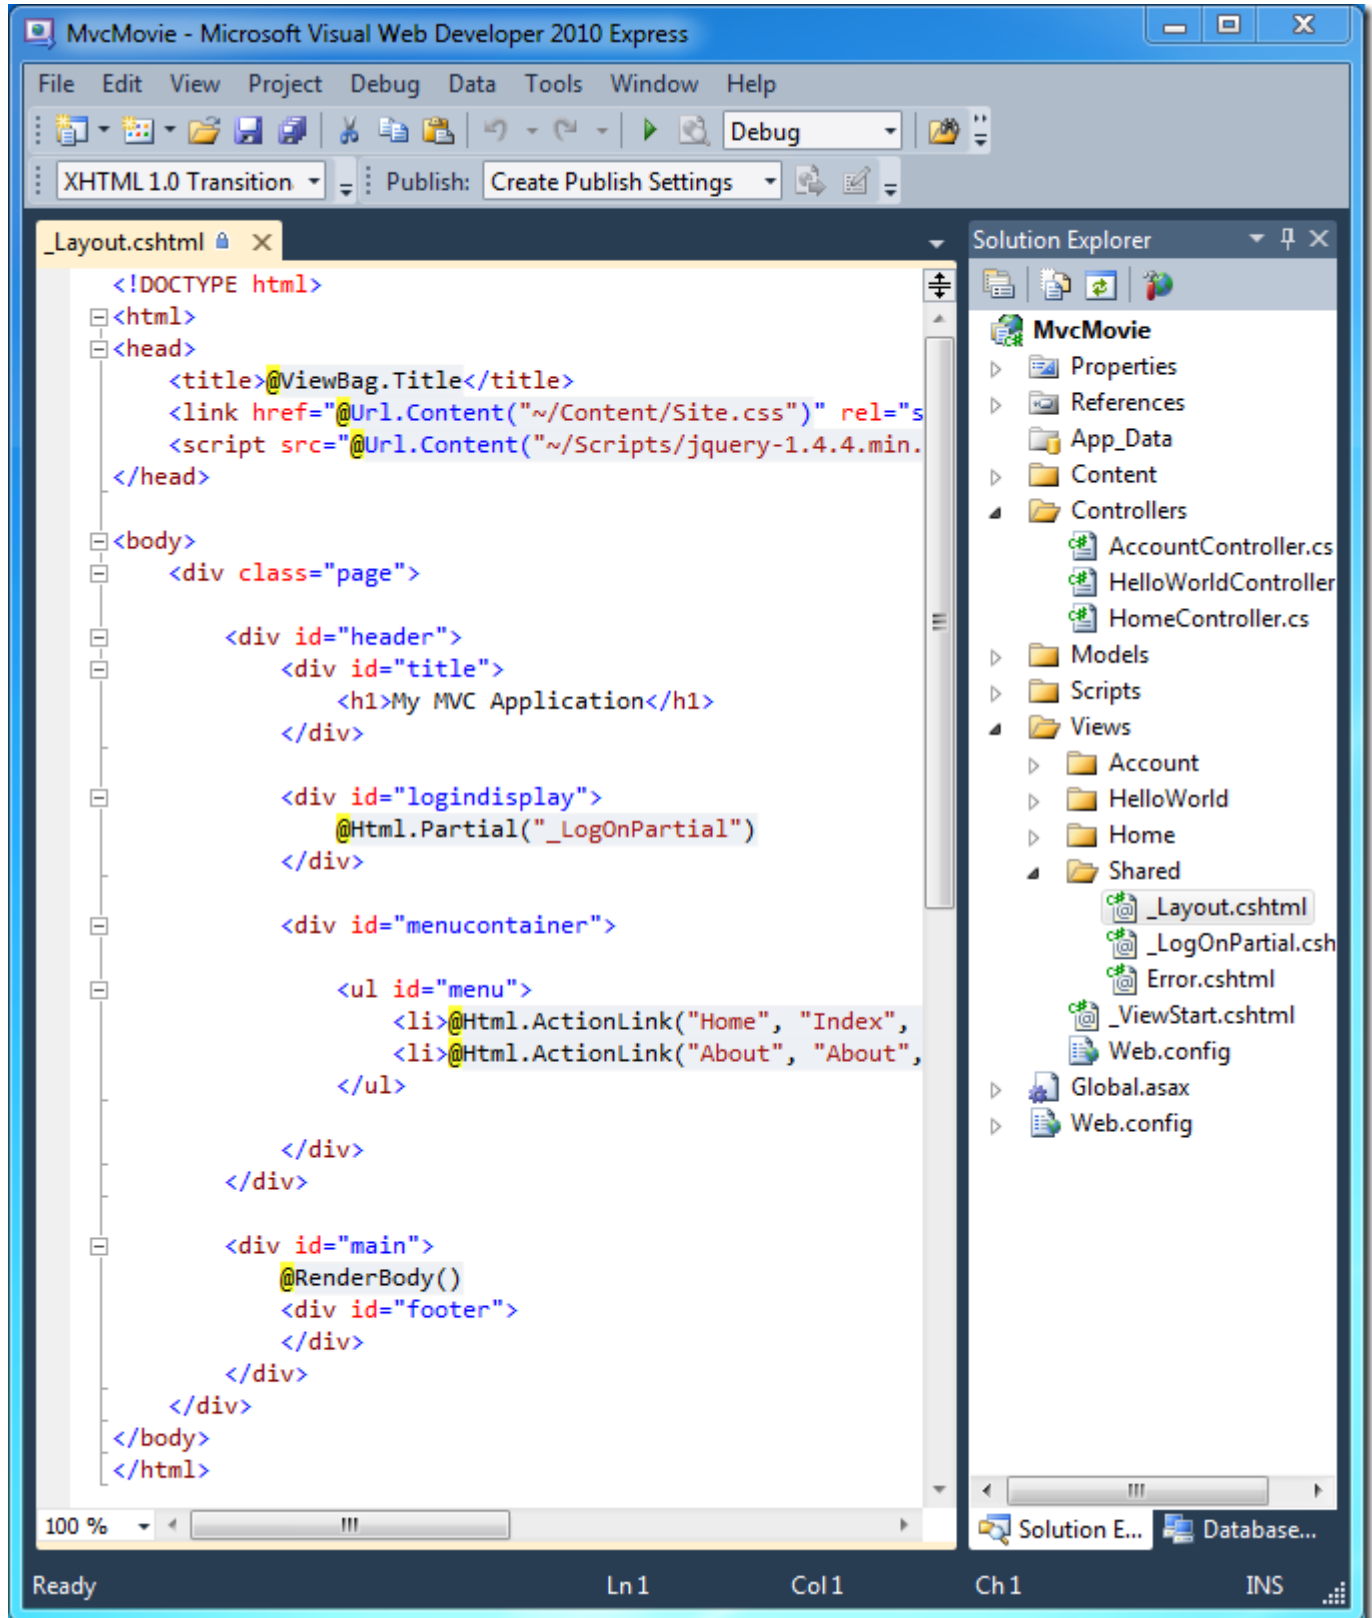 MvcMovie - Microsoft Visual Web Developer 2010 Express
File Edit View Project Debug Data Tools Window Help
Debug
XHTML 1.0 Transition Publish: Create Publish Settings
_Layout.cshtml
<!DOCTYPE html>
<html>
<head>
<title>@ViewBag.Title</title>
<link href="@Url.Content("~/Content/Site.css")" rel="s
<script src="@Url.Content("~/Scripts/jquery-1.4.4.min.
</head>
<body>
<div class="page">
<div id="header">
<div id="title">
<h1>My MVC Application</h1>
</div>
<div id="logindisplay">
@Html.Partial("_LogOnPartial")
</div>
<div id="menucontainer">
<ul id="menu">
<li>@Html.ActionLink("Home", "Index",
<li>@Html.ActionLink("About", "About",
</ul>
</div>
</div>
<div id="main">
@RenderBody()
<div id="footer">
</div>
</div>
</div>
</body>
</html>
100 %
Solution Explorer
MvcMovie
Properties
References
App_Data
Content
Controllers
AccountController.cs
HelloWorldController
HomeController.cs
Models
Scripts
Views
Account
HelloWorld
Home
Shared
_Layout.cshtml
_LogOnPartial.csh
Error.cshtml
_ViewStart.cshtml
Web.config
Global.asax
Web.config
Solution E... Database...
Ready Ln 1 Col 1 Ch 1 INS